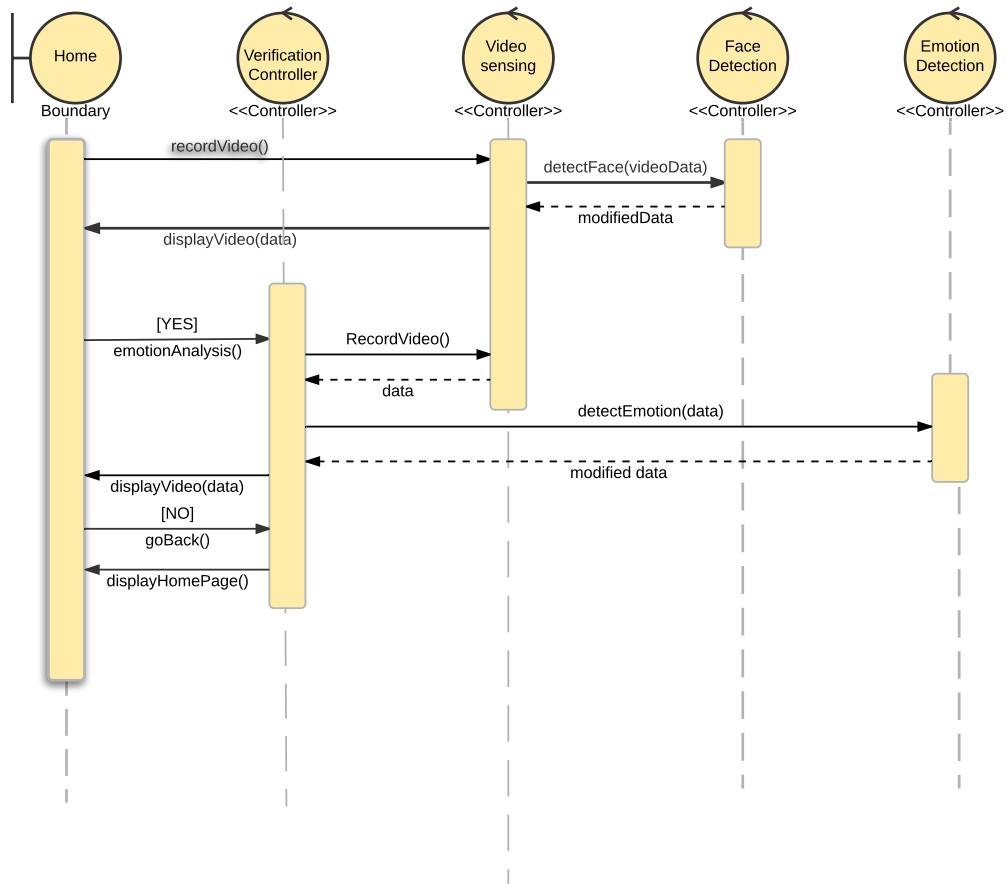 Home
Verification
Controller
Video
sensing
Face
Detection
Emotion
Detection
Boundary
<<Controller>>
<<Controller>>
<<Controller>>
<<Controller>>
recordVideo()
detectFace(videoData)
modifiedData
displayVideo(data)
[YES]
emotionAnalysis()
RecordVideo()
data
detectEmotion(data)
modified data
displayVideo(data)
[NO]
goBack()
displayHomePage()